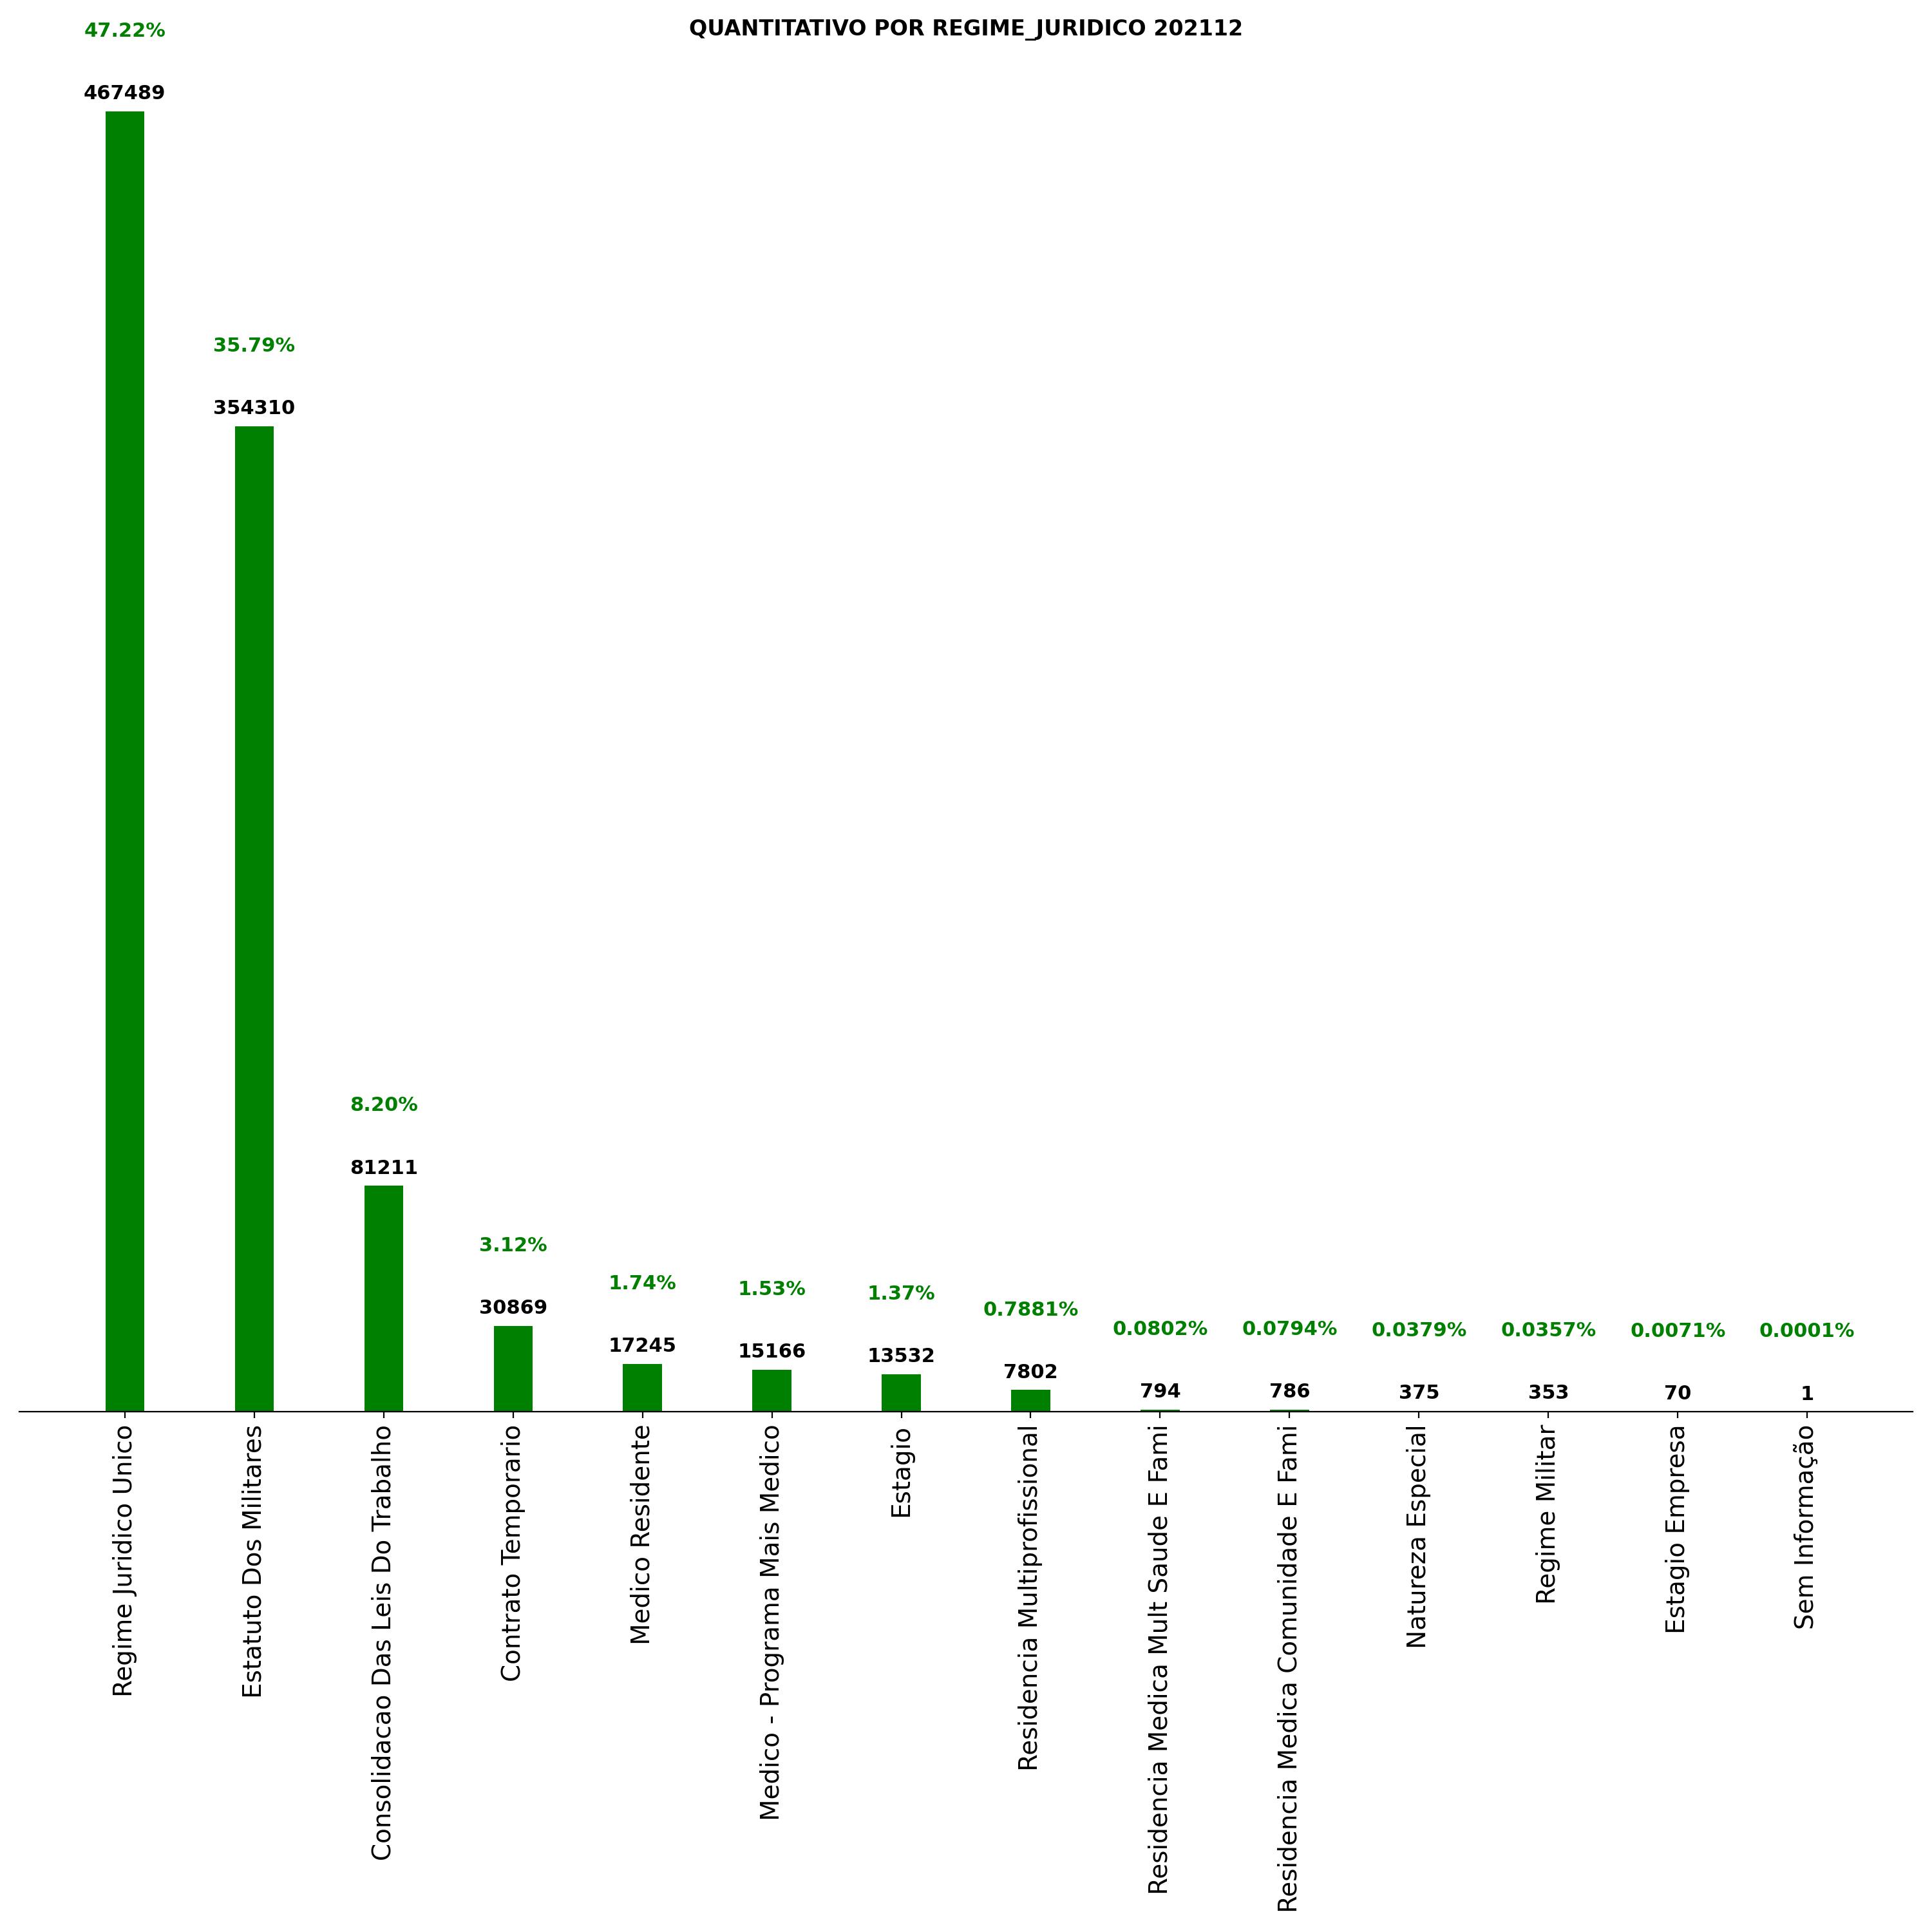 QUANTITATIVO POR REGIME_JURIDICO 202112
47.22%
467489
35.79%
354310
8.20%
81211
3.12%
30869
1.74%
17245
1.53%
15166
1.37%
13532
0.7881%
7802
0.0802%
794
0.0794%
786
0.0379%
375
0.0357%
353
0.0071%
70
0.0001%
1
Regime Juridico Unico
Estatuto Dos Militares
Consolidacao Das Leis Do Trabalho
Contrato Temporario
Medico Residente
Medico - Programa Mais Medico
Estagio
Residencia Multiprofissional
Residencia Medica Mult Saude E Fami
Residencia Medica Comunidade E Fami
Natureza Especial
Regime Militar
Estagio Empresa
Sem Informação